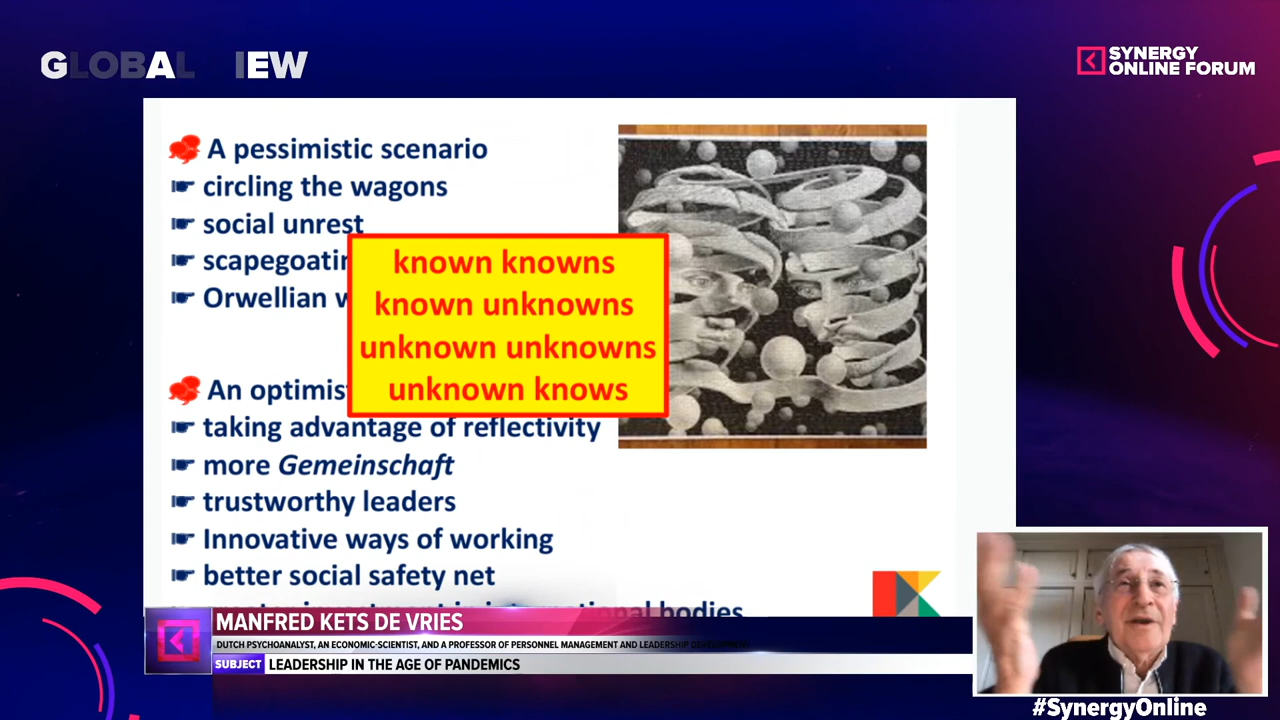 GLOBAL IEW
SYNERGY
ONLINE FORUM
A pessimistic scenario
circling the wagons
social unrest
scapegoatin
Orwellian w
known knowns
known unknowns
unknown unknowns
unknown knows
An optimist
taking advantage of reflectivity
more Gemeinschaft
trustworthy leaders
Innovative ways of working
better social safety net
bodies
MANFRED KETS DE VRIES
DUTCH PSYCHOANALYST, AN ECONOMIC-SCIENTIST, AND A PROFESSOR OF PERSONNEL MANAGEMENT AND LEADERSHIP DEVELOPMENT
SUBJECT LEADERSHIP IN THE AGE OF PANDEMICS
#SynergyOnline